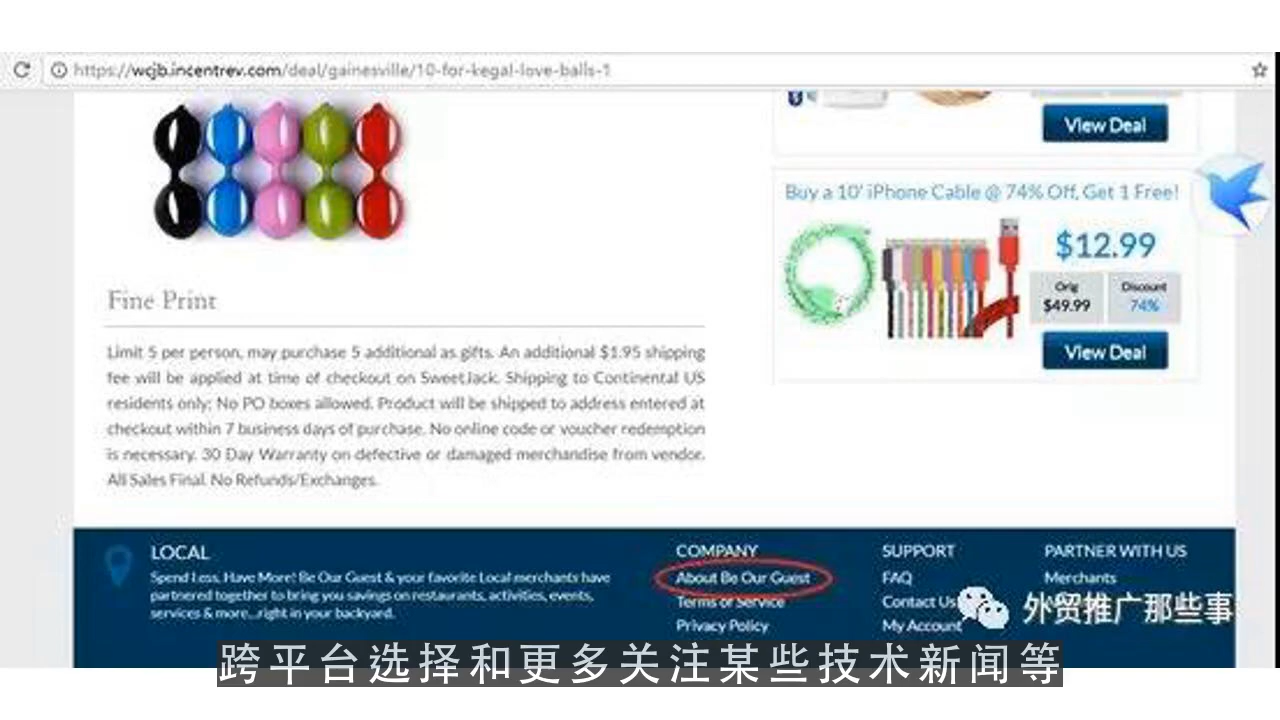 https://wcjb.incentrev.com/deal/gainesville/10-for-kegal-love-balls-1
View Deal
Buy a 10' iPhone Cable @ 74% Off, Get 1 Free!
$12.99
Orig
Discount
$49.99
74%
View Deal
Fine Print
Limit 5 per person, may purchase 5 additional as gifts. An additional $1.95 shipping
fee will be applied at time of checkout on SweetJack. Shipping to Continental US
residents only; No PO boxes allowed. Product will be shipped to address entered at
checkout within 7 business days of purchase. No online code or voucher redemption
is necessary. 30 Day Warranty on defective or damaged merchandise from vendor.
All Sales Final. No Refunds/Exchanges.
LOCAL
Spend Less, Have More! Be Our Guest & your favorite Local merchants have
partnered together to bring you savings on restaurants, activities, events,
services & more...right in your backyard.
COMPANY
About Be Our Guest
Terms of Service
Privacy Policy
SUPPORT
FAQ
Contact Us
My Account
PARTNER WITH US
Merchants
外贸推广那些事
跨平台选择和更多关注某些技术新闻等